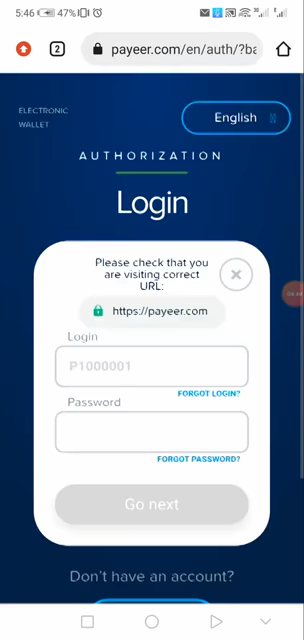 5:46 47%
2 payeer.com/en/auth/?ba
ELECTRONIC
WALLET
English
AUTHORIZATION
Login
Please check that you
are visiting correct
URL:
https://payeer.com
Login
P1000001
FORGOT LOGIN?
Password
FORGOT PASSWORD?
Go next
Don't have an account?